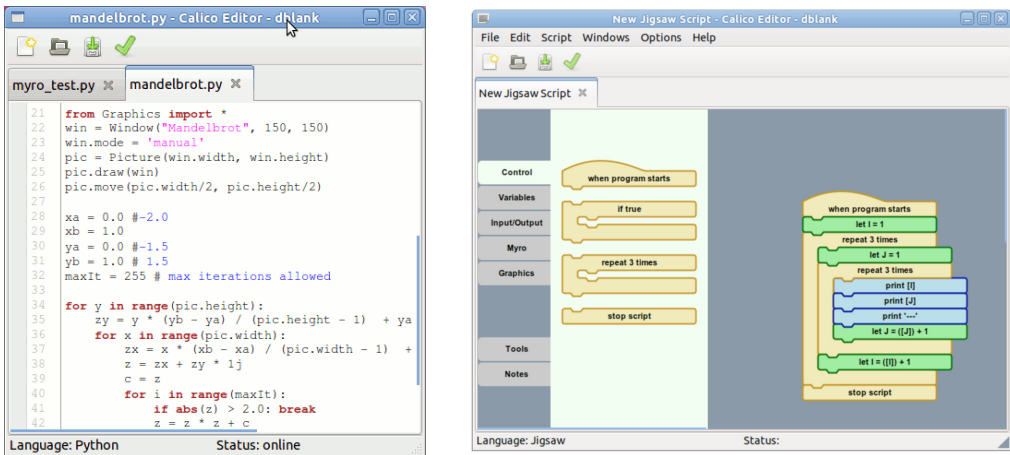 mandelbrot.py - Calico Editor - dblank
myro_test.py
mandelbrot.py
21 from Graphics import *
22 win = Window("Mandelbrot", 150, 150)
23 win.mode = 'manual'
24 pic = Picture(win.width, win.height)
25 pic.draw(win)
26 pic.move(pic.width/2, pic.height/2)
27
28 xa = 0.0 #-2.0
29 xb = 1.0
30 ya = 0.0 #-1.5
31 yb = 1.0 # 1.5
32 maxIt = 255 # max iterations allowed
33
34 for y in range(pic.height):
35     zy = y * (yb - ya) / (pic.height - 1)  + ya
36     for x in range(pic.width):
37         zx = x * (xb - xa) / (pic.width - 1)  +
38         z = zx + zy * 1j
39         c = z
40         for i in range(maxIt):
41             if abs(z) > 2.0: break
42             z = z * z + c
Language: Python
Status: online
New Jigsaw Script - Calico Editor - dblank
File Edit Script Windows Options Help
New Jigsaw Script
Control
Variables
Input/Output
Myro
Graphics
Tools
Notes
when program starts
if true
repeat 3 times
stop script
when program starts
let I = 1
repeat 3 times
let J = 1
repeat 3 times
print [I]
print [J]
print '---'
let J = ([J]) + 1
let I = ([I]) + 1
stop script
Language: Jigsaw
Status: